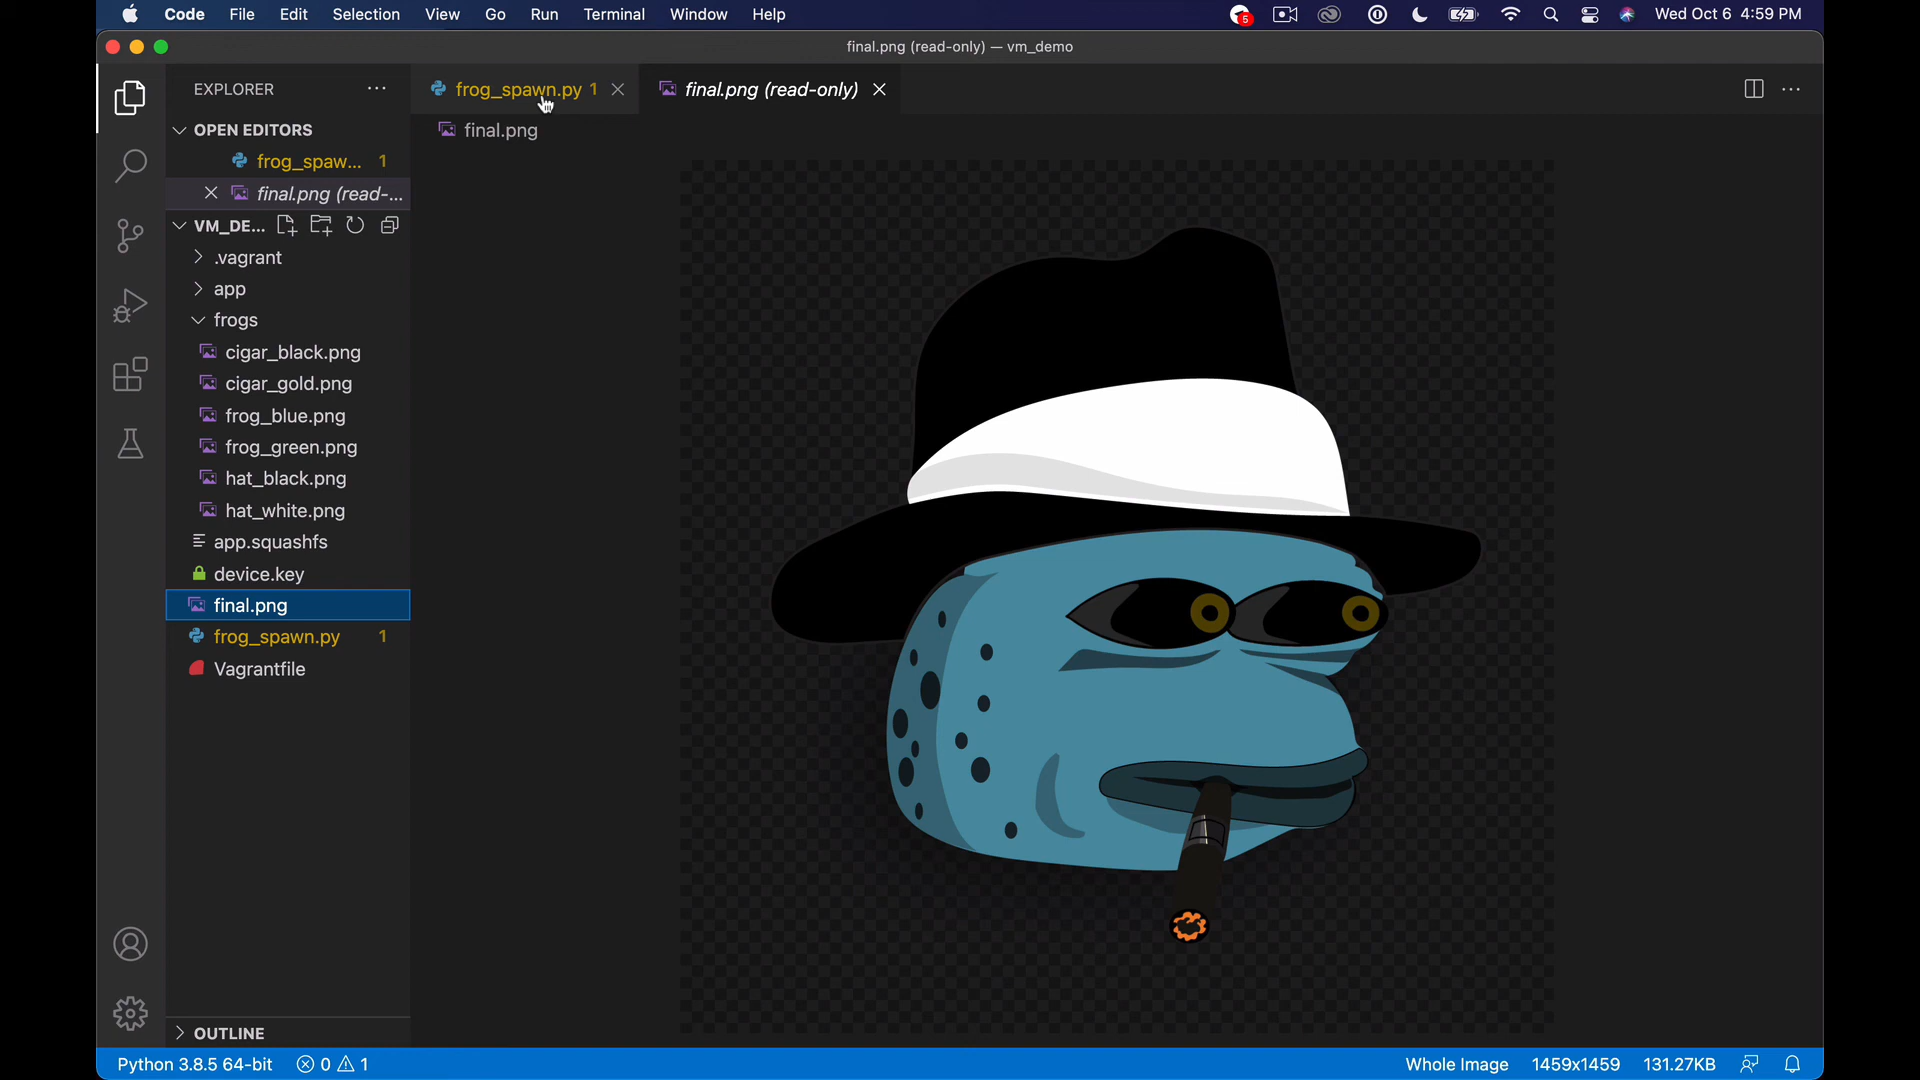 Code File Edit Selection View Go Run Terminal Window Help 5 Wed Oct 6 4:59 PM
final.png (read-only) — vm_demo
EXPLORER ···
frog_spawn.py 1
final.png (read-only)
OPEN EDITORS
final.png
frog_spaw... 1
final.png (read-...
VM_DE...
.vagrant
app
frogs
cigar_black.png
cigar_gold.png
frog_blue.png
frog_green.png
hat_black.png
hat_white.png
app.squashfs
device.key
final.png
frog_spawn.py 1
Vagrantfile
OUTLINE
Python 3.8.5 64-bit 0 1 Whole Image 1459x1459 131.27KB